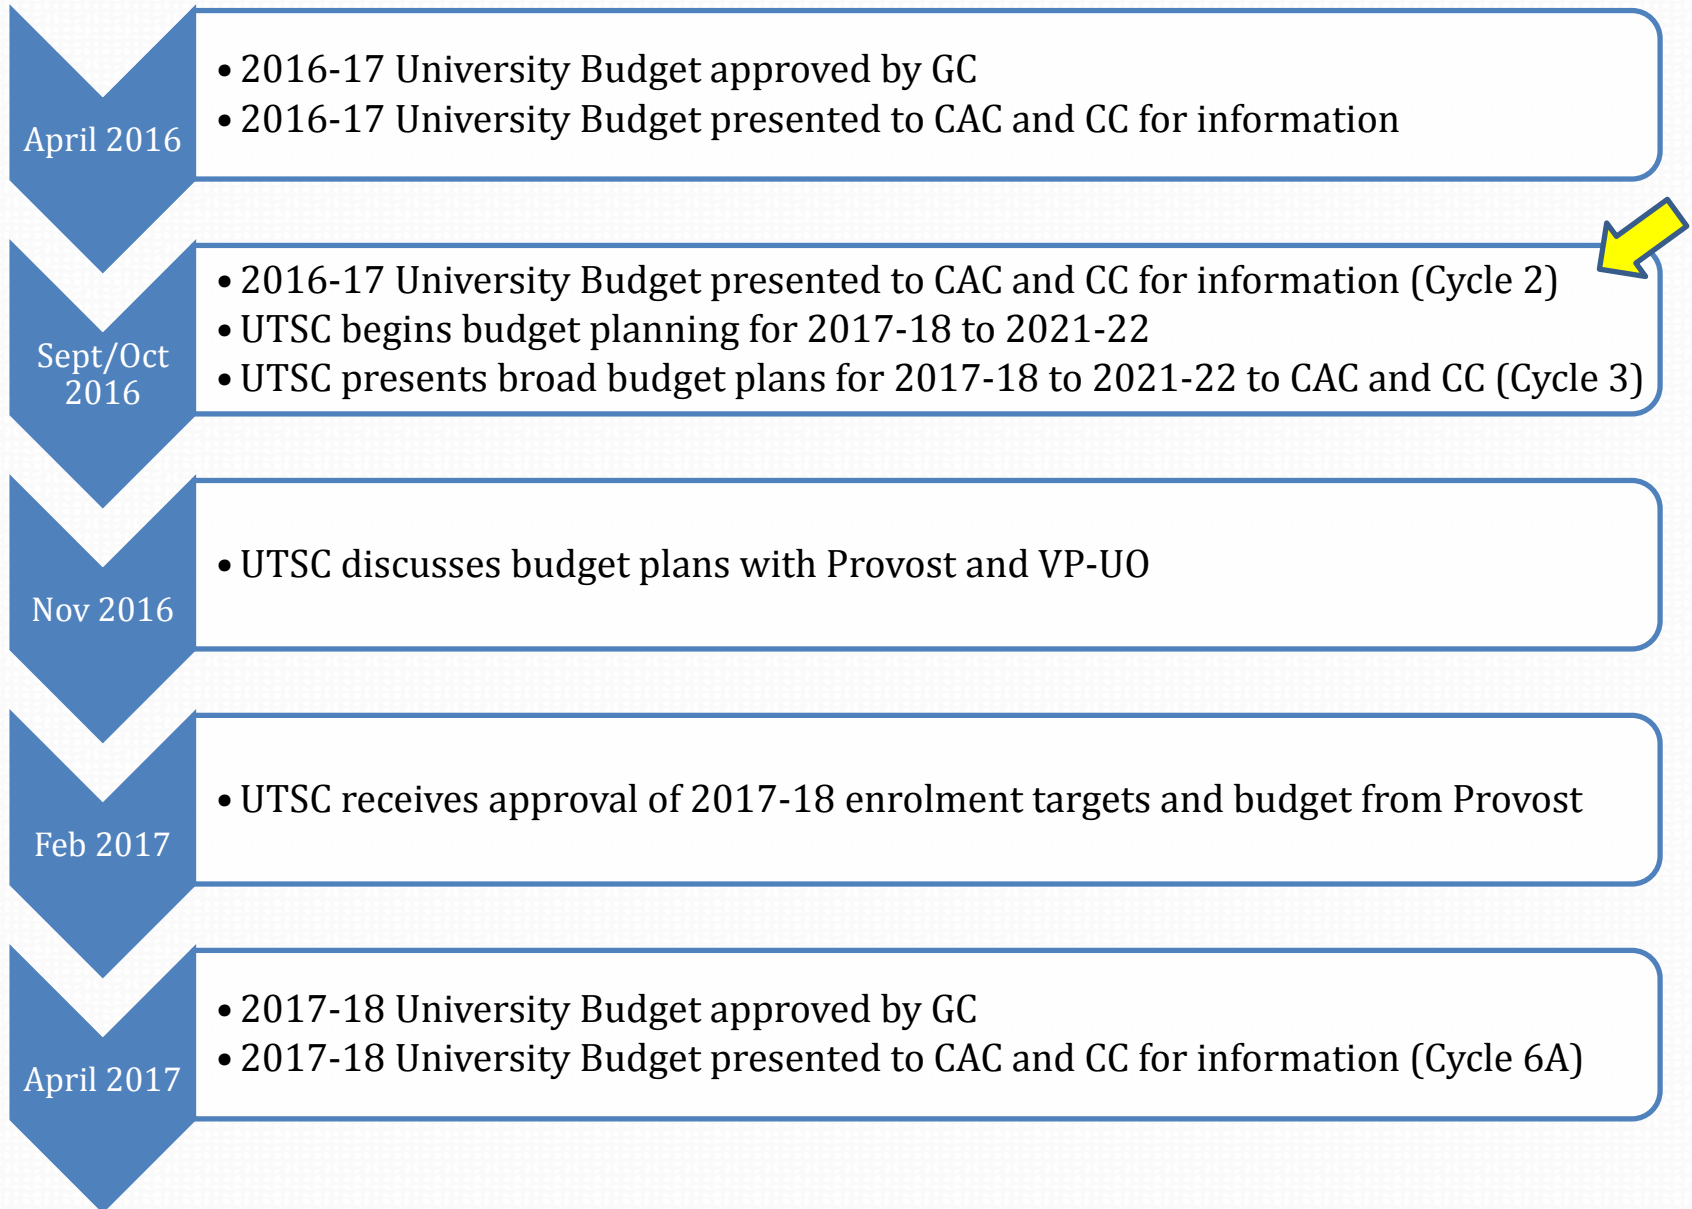 • 2016-17 University Budget approved by GC
• 2016-17 University Budget presented to CAC and CC for information
April 2016
• 2016-17 University Budget presented to CAC and CC for information (Cycle 2)
• UTSC begins budget planning for 2017-18 to 2021-22
• UTSC presents broad budget plans for 2017-18 to 2021-22 to CAC and CC (Cycle 3)
Sept/Oct
2016
• UTSC discusses budget plans with Provost and VP-UO
Nov 2016
• UTSC receives approval of 2017-18 enrolment targets and budget from Provost
Feb 2017
• 2017-18 University Budget approved by GC
• 2017-18 University Budget presented to CAC and CC for information (Cycle 6A)
April 2017